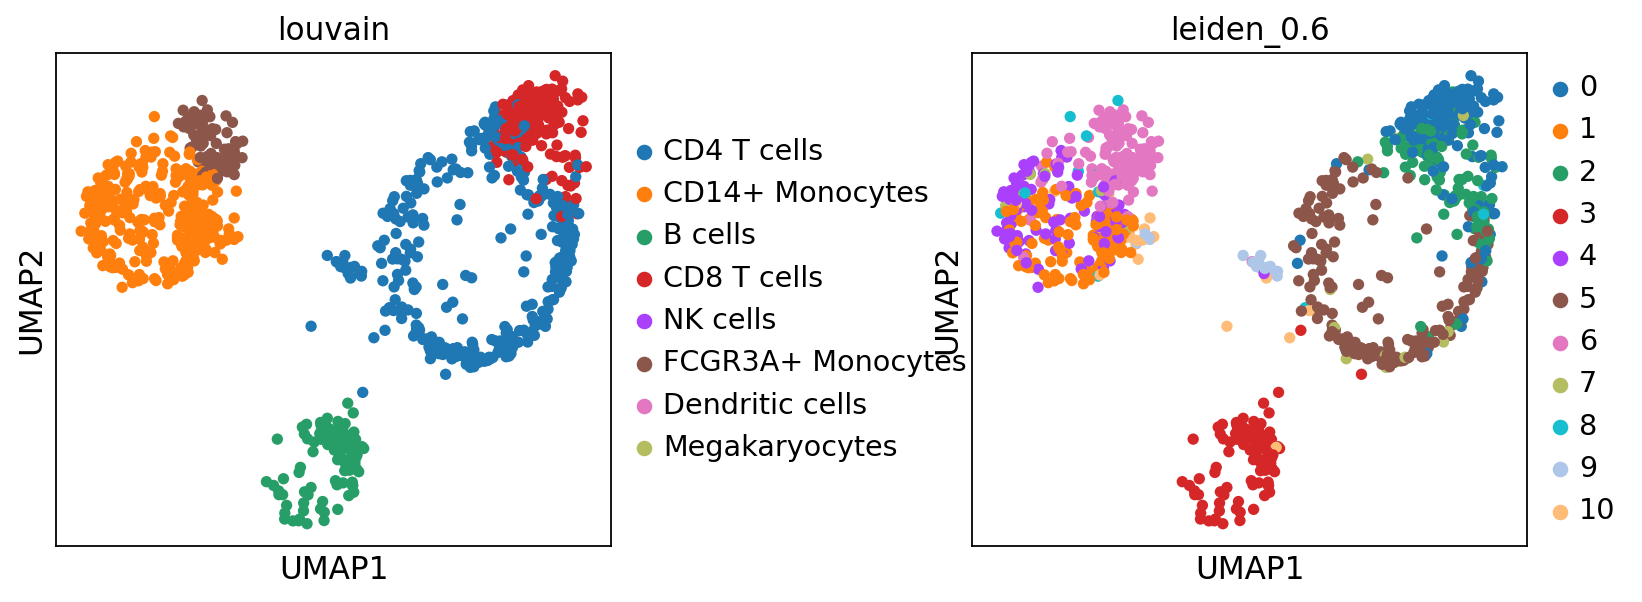 louvain
UMAP2
UMAP1
CD4 T cells
CD14+ Monocytes
B cells
CD8 T cells
NK cells
FCGR3A+ Monocytes
Dendritic cells
Megakaryocytes
leiden_0.6
UMAP2
UMAP1
0
1
2
3
4
5
6
7
8
9
10